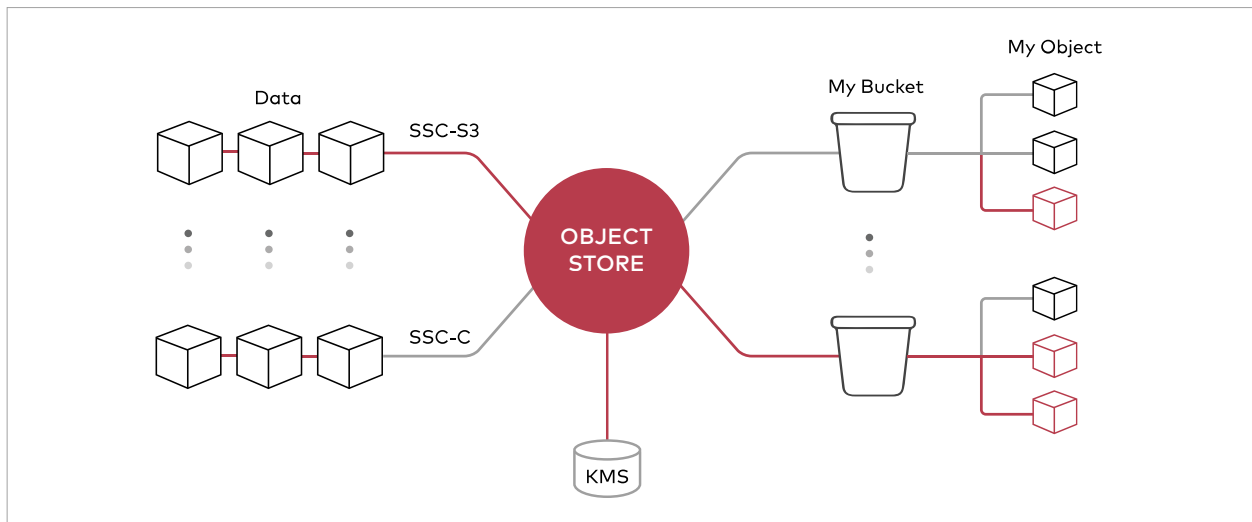 My Object
My Bucket
Data
SSC-S3
OBJECT
STORE
SSC-C
KMS